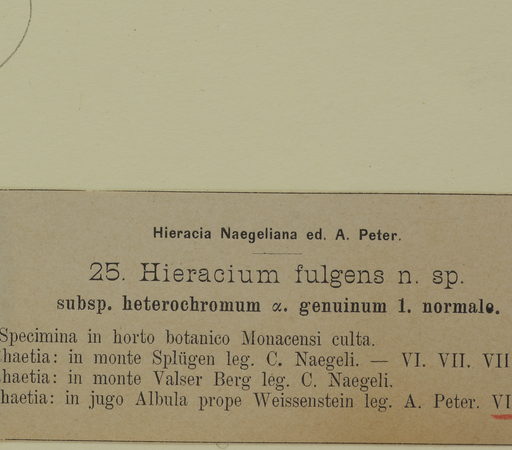 Hieracia Naegeliana ed. A. Peter.
25. Hieracium fulgens n. sp.
subsp. heterochromum α. genuinum 1. normale.
Specimina in horto botanico Monacensi culta.
haetia: in monte Splügen leg. C. Naegeli. — VI. VII. VII
haetia: in monte Valser Berg leg. C. Naegeli.
haetia: in jugo Albula prope Weissenstein leg. A. Peter. VI